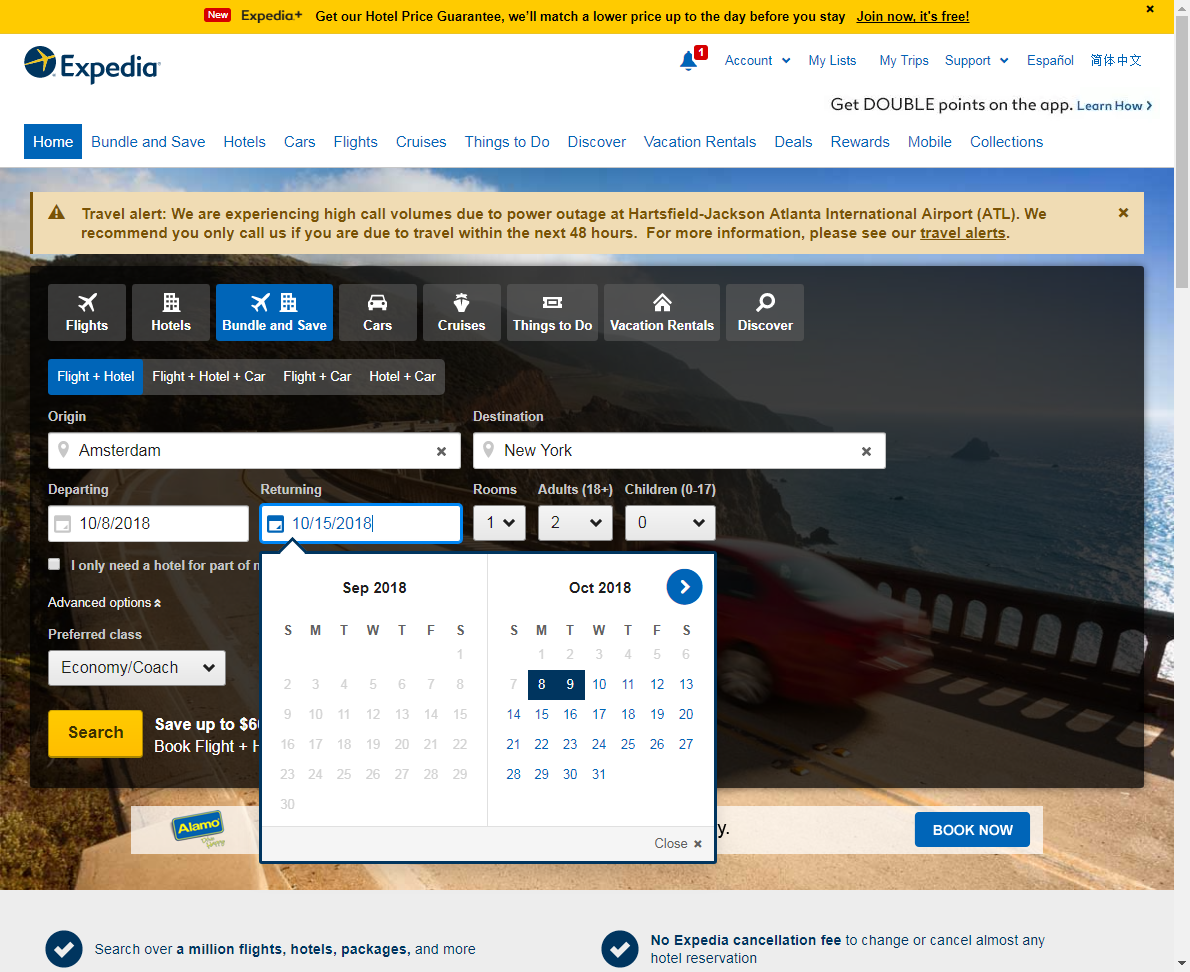 New Expedia+ Get our Hotel Price Guarantee, we'll match a lower price up to the day before you stay Join now, it's free!
Expedia
1 Account My Lists My Trips Support Español 简体中文
Get DOUBLE points on the app. Learn How
Home Bundle and Save Hotels Cars Flights Cruises Things to Do Discover Vacation Rentals Deals Rewards Mobile Collections
Travel alert: We are experiencing high call volumes due to power outage at Hartsfield-Jackson Atlanta International Airport (ATL). We
recommend you only call us if you are due to travel within the next 48 hours. For more information, please see our travel alerts.
Flights Hotels Bundle and Save Cars Cruises Things to Do Vacation Rentals Discover
Flight + Hotel Flight + Hotel + Car Flight + Car Hotel + Car
Origin Destination
Amsterdam New York
Departing Returning Rooms Adults (18+) Children (0-17)
10/8/2018 10/15/2018 1 2 0
I only need a hotel for part of
Advanced options
Preferred class
Economy/Coach
Search
Save up to $6
Book Flight +
Sep 2018 Oct 2018
S M T W T F S S M T W T F S
1 1 2 3 4 5 6
2 3 4 5 6 7 8 7 8 9 10 11 12 13
9 10 11 12 13 14 15 14 15 16 17 18 19 20
16 17 18 19 20 21 22 21 22 23 24 25 26 27
23 24 25 26 27 28 29 28 29 30 31
30
Close
Alamo
BOOK NOW
Search over a million flights, hotels, packages, and more
No Expedia cancellation fee to change or cancel almost any
hotel reservation